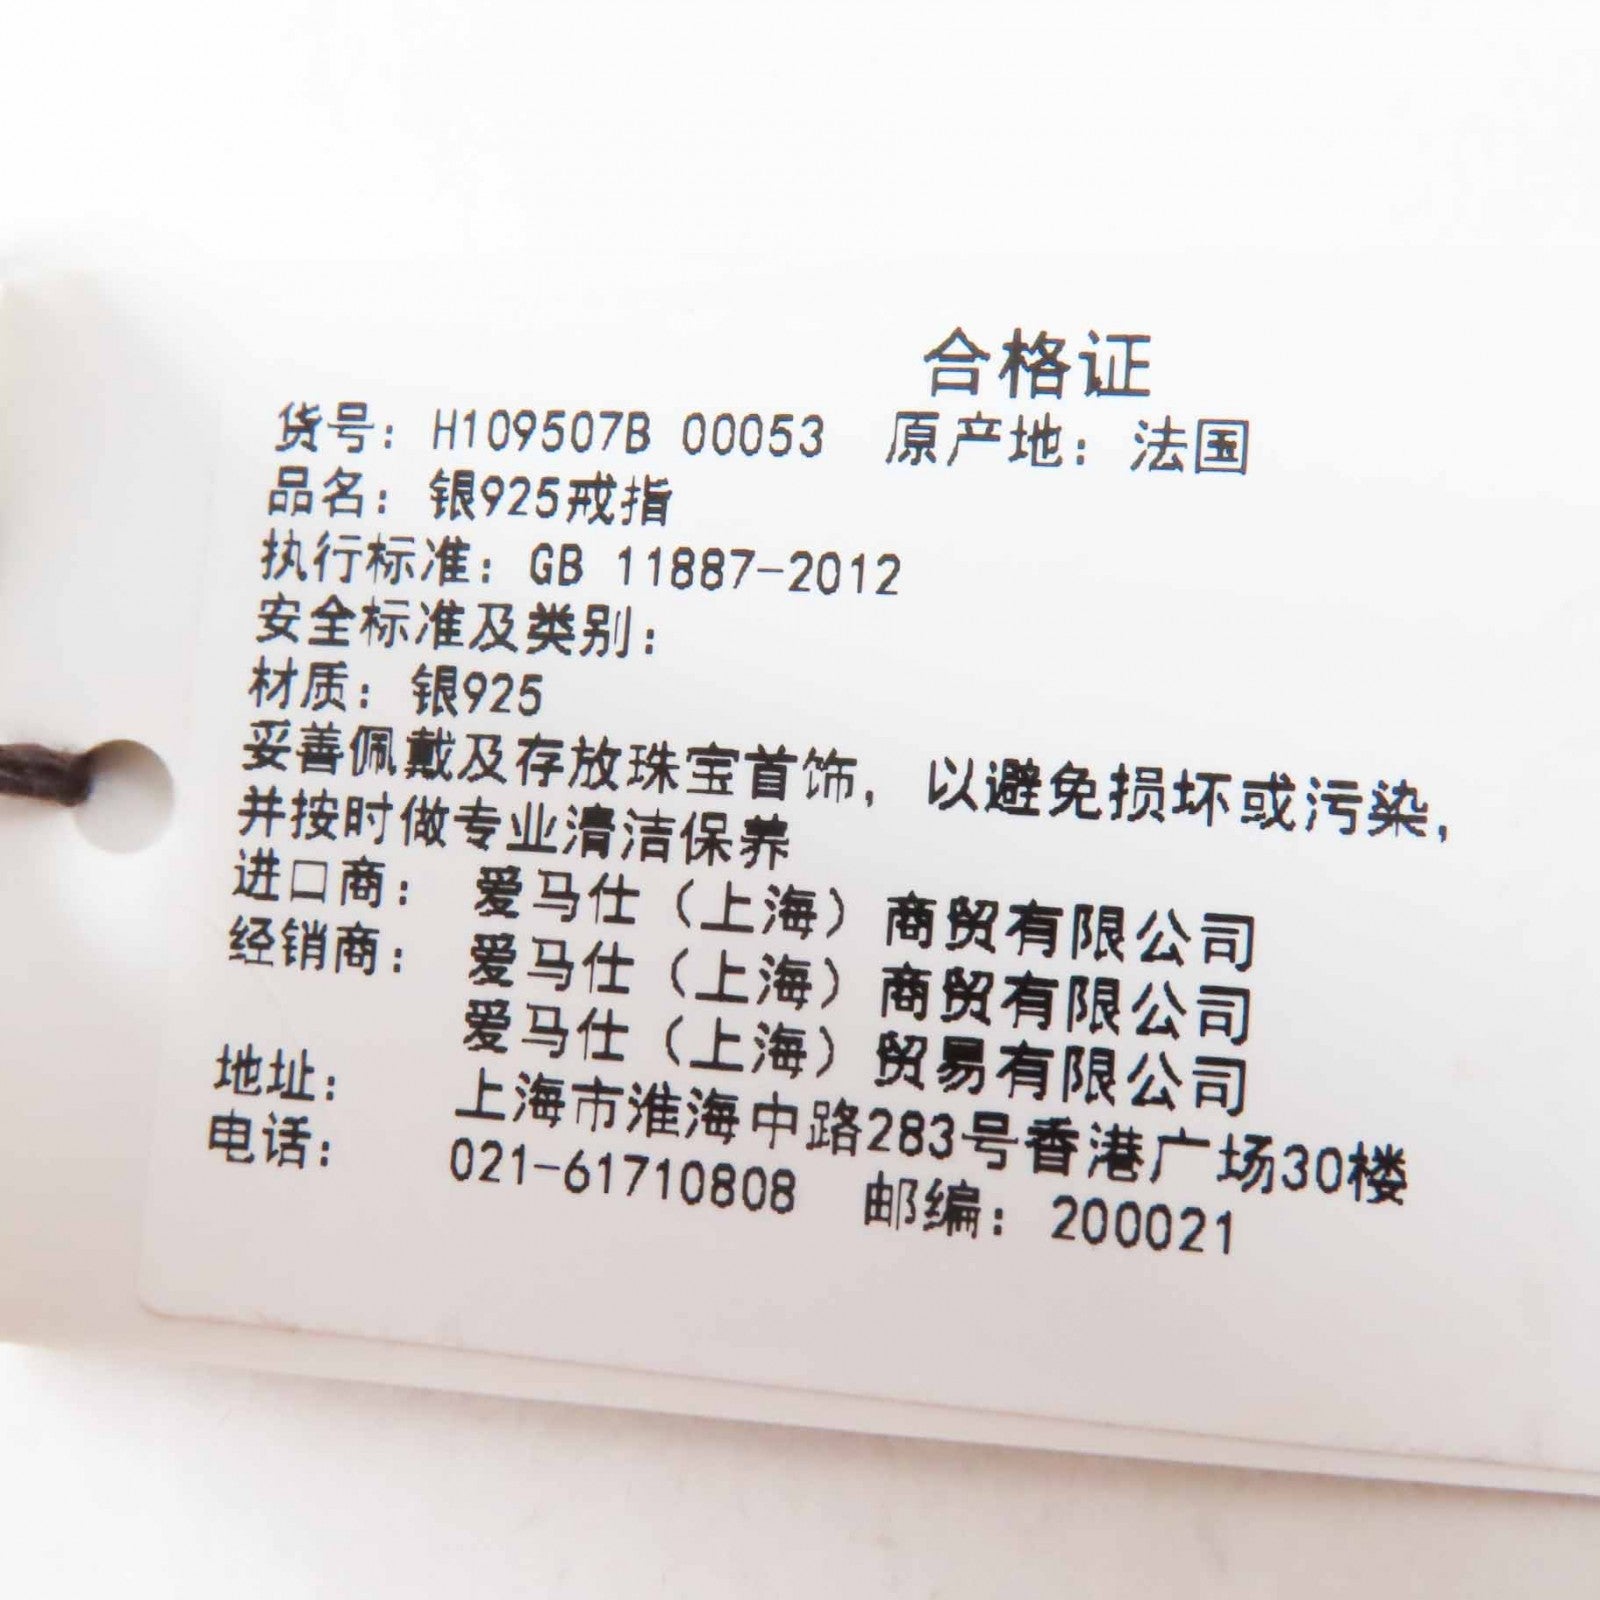 合格证
货号：H109507B 00053 原产地：法国
品名：银925戒指
执行标准：GB 11887-2012
安全标准及类别：
材质：银925
妥善佩戴及存放珠宝首饰，以避免损坏或污染，
并按时做专业清洁保养
进口商：爱马仕（上海）商贸有限公司
经销商：爱马仕（上海）商贸有限公司
爱马仕（上海）贸易有限公司
地址：上海市淮海中路283号香港广场30楼
电话：021-61710808 邮编：200021